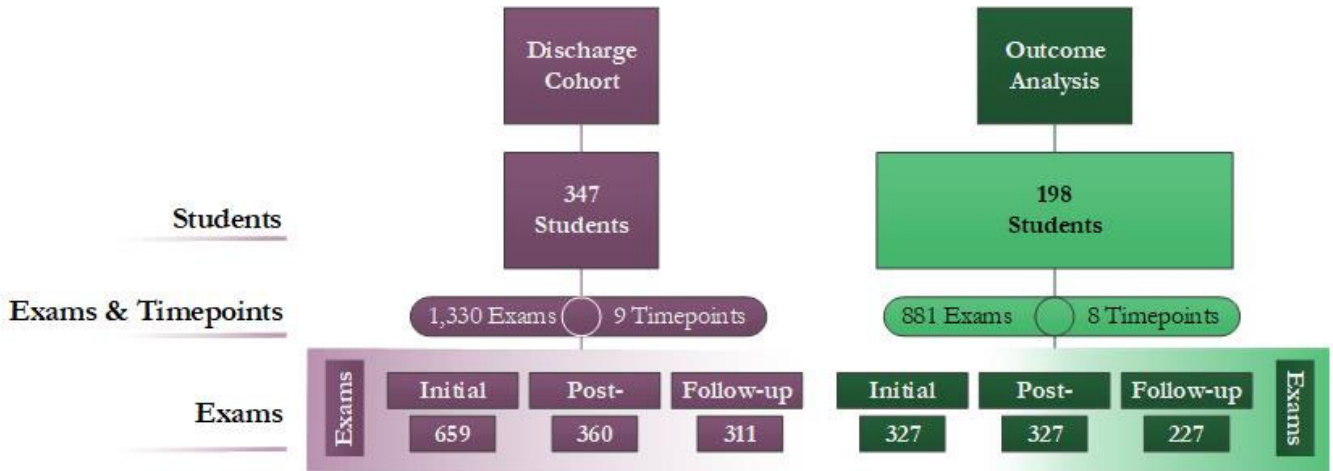 Discharge
Cohort
Outcome
Analysis
Students
347
Students
198
Students
Exams & Timepoints
1,330 Exams
9 Timepoints
881 Exams
8 Timepoints
Exams
Exams
Initial
Post-
Follow-up
659
360
311
Initial
Post-
Follow-up
327
327
227
Exams